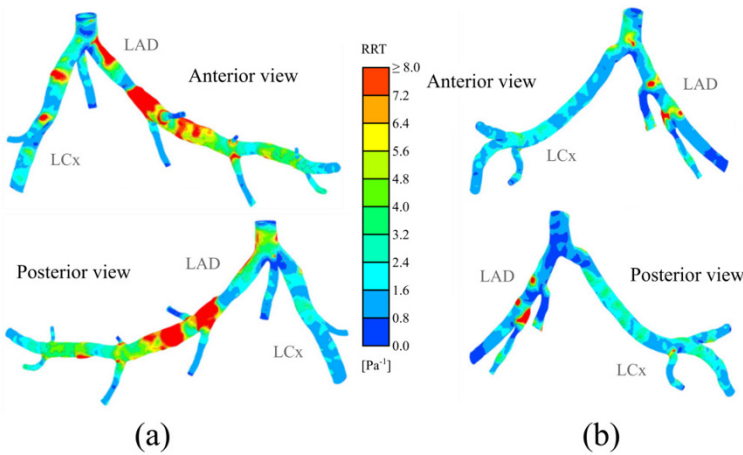 LAD
Anterior view
LCx
Posterior view
LAD
LCx
(a)
RRT
≥ 8.0
7.2
6.4
5.6
4.8
4.0
3.2
2.4
1.6
0.8
0.0
[Pa⁻¹]
Anterior view
LAD
LCx
LAD
Posterior view
LCx
(b)